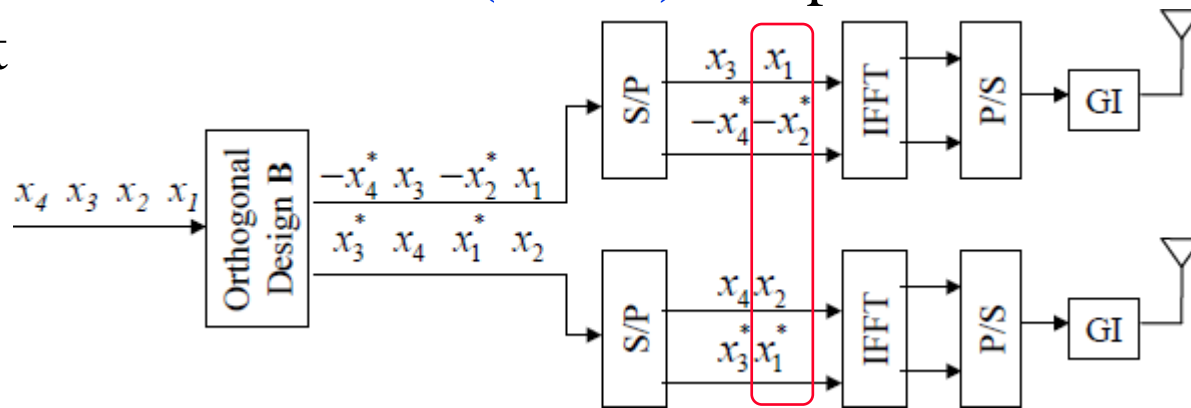 t
x₄ x₃ x₂ x₁
Orthogonal
Design B
−x₄* x₃ −x₂* x₁
x₃* x₄ x₁* x₂
S/P
x₃ x₁
−x₄* −x₂*
IFFT
P/S
GI
S/P
x₄ x₂
x₃* x₁*
IFFT
P/S
GI